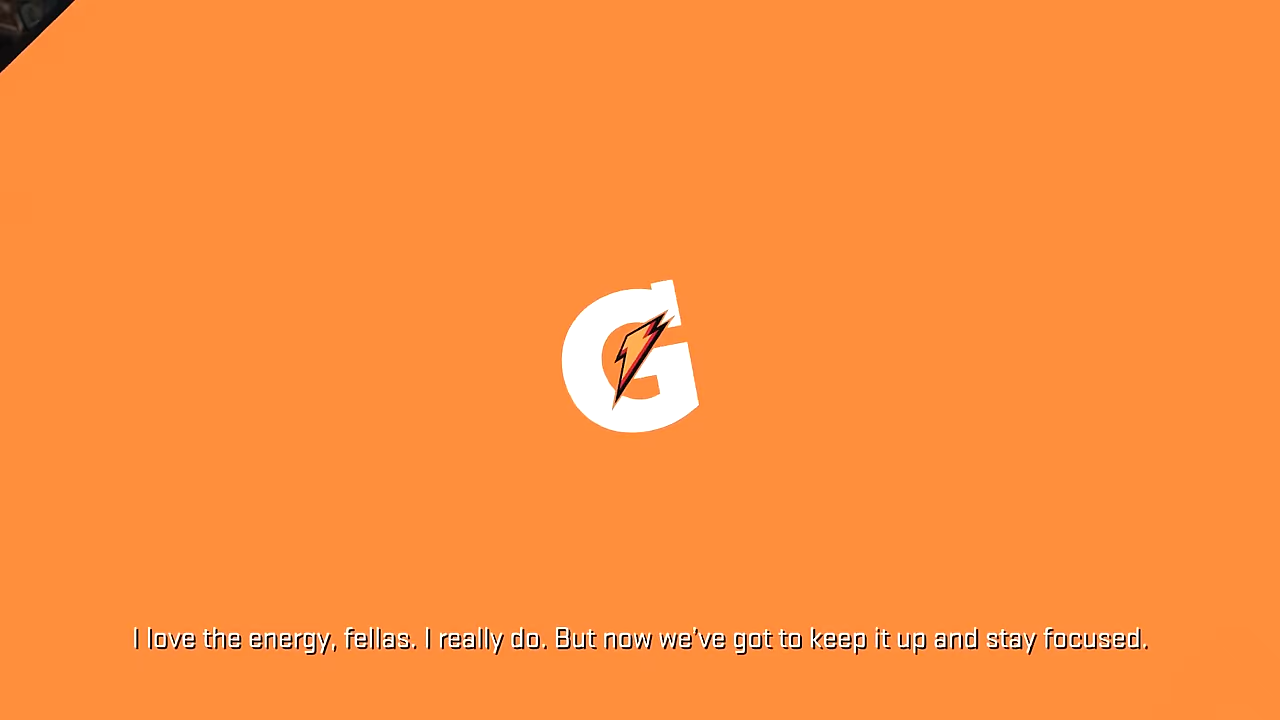 G
I love the energy, fellas. I really do. But now we've got to keep it up and stay focused.